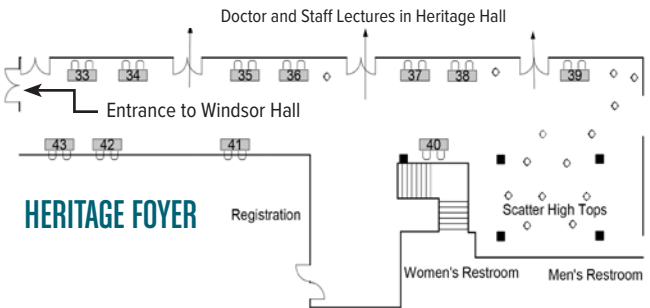 Doctor and Staff Lectures in Heritage Hall
33 34 35 36 37 38 39
Entrance to Windsor Hall
43 42 41 40
HERITAGE FOYER
Registration
Scatter High Tops
Women's Restroom Men's Restroom